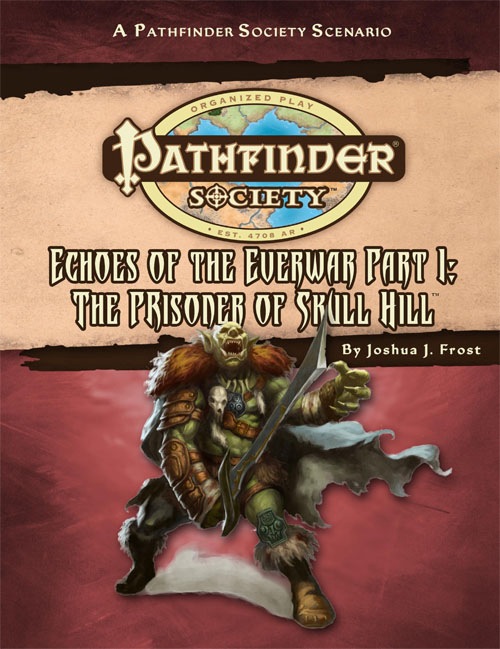 A Pathfinder Society Scenario
ORGANIZED PLAY
PATHFINDER®
SOCIETY™
• EST. 4708 AR •
Echoes of the Everwar Part I:
The Prisoner of Skull Hill™
By Joshua J. Frost